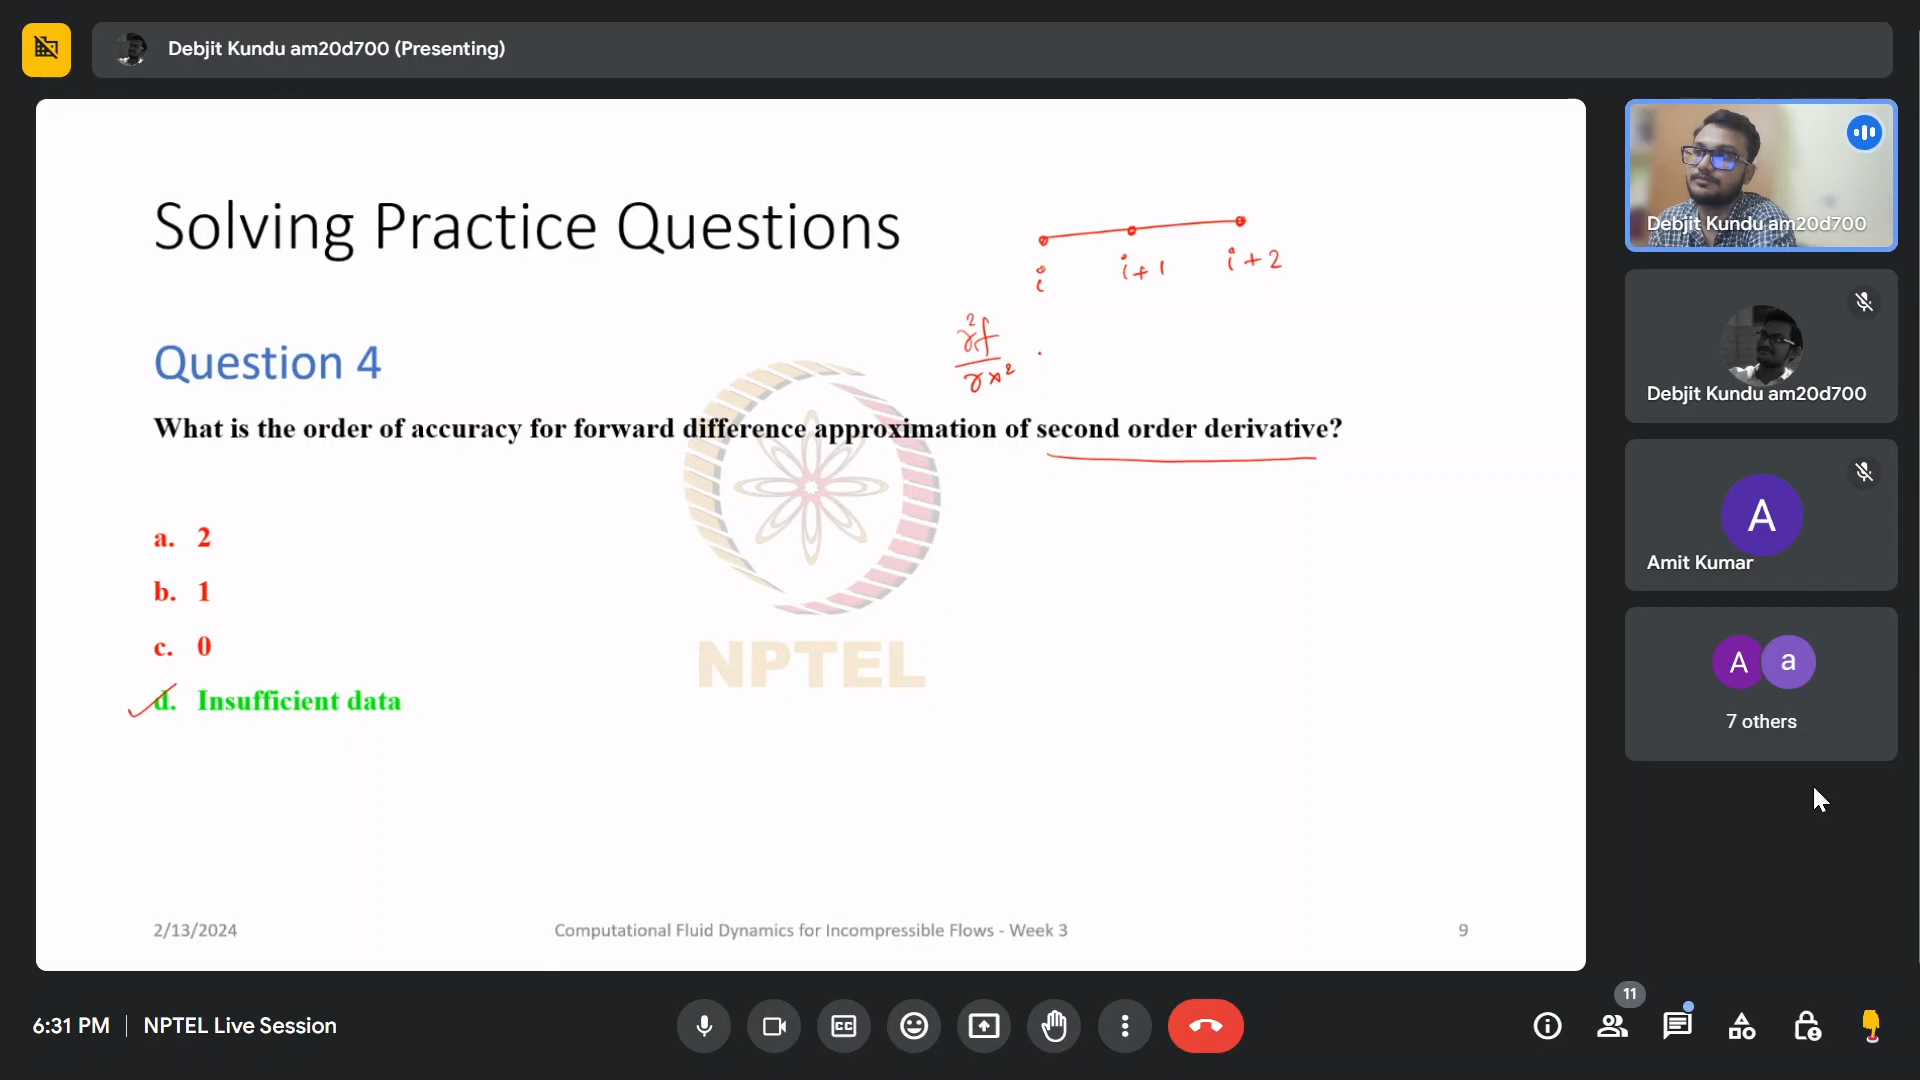 Debjit Kundu am20d700 (Presenting)
Solving Practice Questions
i i+1 i+2
Question 4
∂²f
∂x²
What is the order of accuracy for forward difference approximation of second order derivative?
a. 2
b. 1
c. 0
d. Insufficient data
NPTEL
2/13/2024
Computational Fluid Dynamics for Incompressible Flows - Week 3
9
Debjit Kundu am20d700
Debjit Kundu am20d700
A
Amit Kumar
A a
7 others
6:31 PM | NPTEL Live Session
CC
11